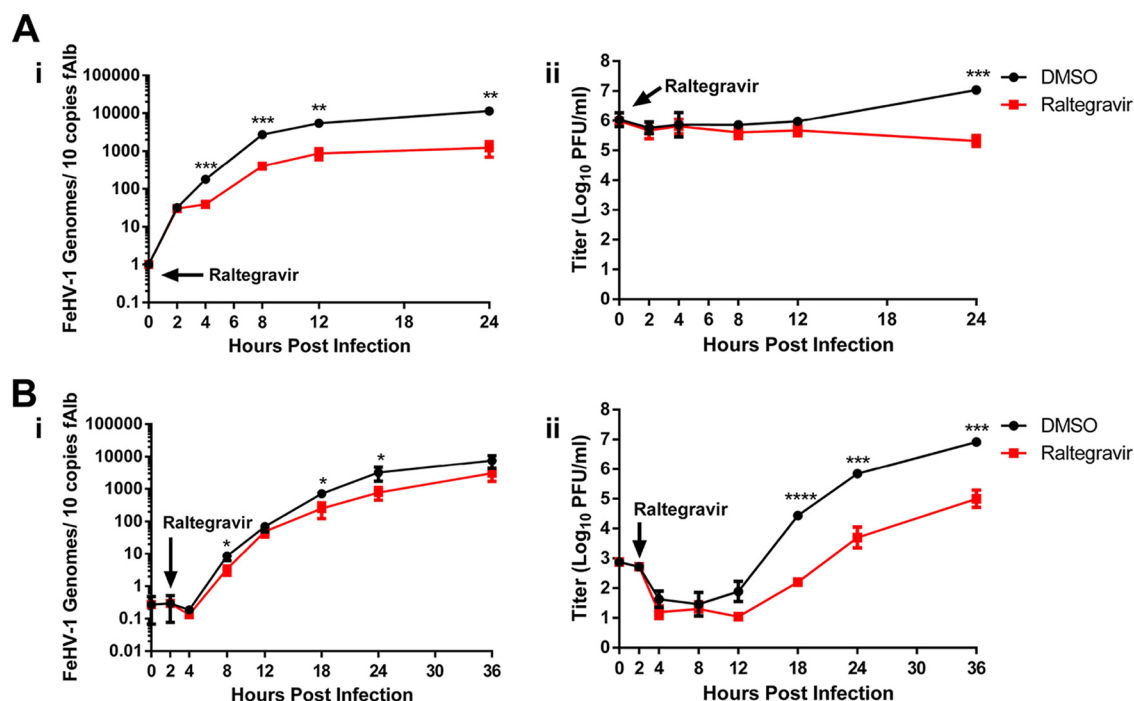 A
i
FeHV-1 Genomes/ 10 copies fAlb
100000
10000
1000
100
10
1
0.1
***
***
**
**
Raltegravir
0 2 4 8 12 18 24
Hours Post Infection
ii
Titer (Log10 PFU/ml)
8
7
6
5
4
3
2
1
0
Raltegravir
***
0 2 4 6 8 12 18 24
Hours Post Infection
DMSO
Raltegravir
B
i
FeHV-1 Genomes/ 10 copies fAlb
100000
10000
1000
100
10
1
0.1
0.01
Raltegravir
*
*
*
0 2 4 8 12 18 24 30 36
Hours Post Infection
ii
Titer (Log10 PFU/ml)
8
7
6
5
4
3
2
1
0
Raltegravir
****
***
***
0 2 4 8 12 18 24 30 36
Hours Post Infection
DMSO
Raltegravir